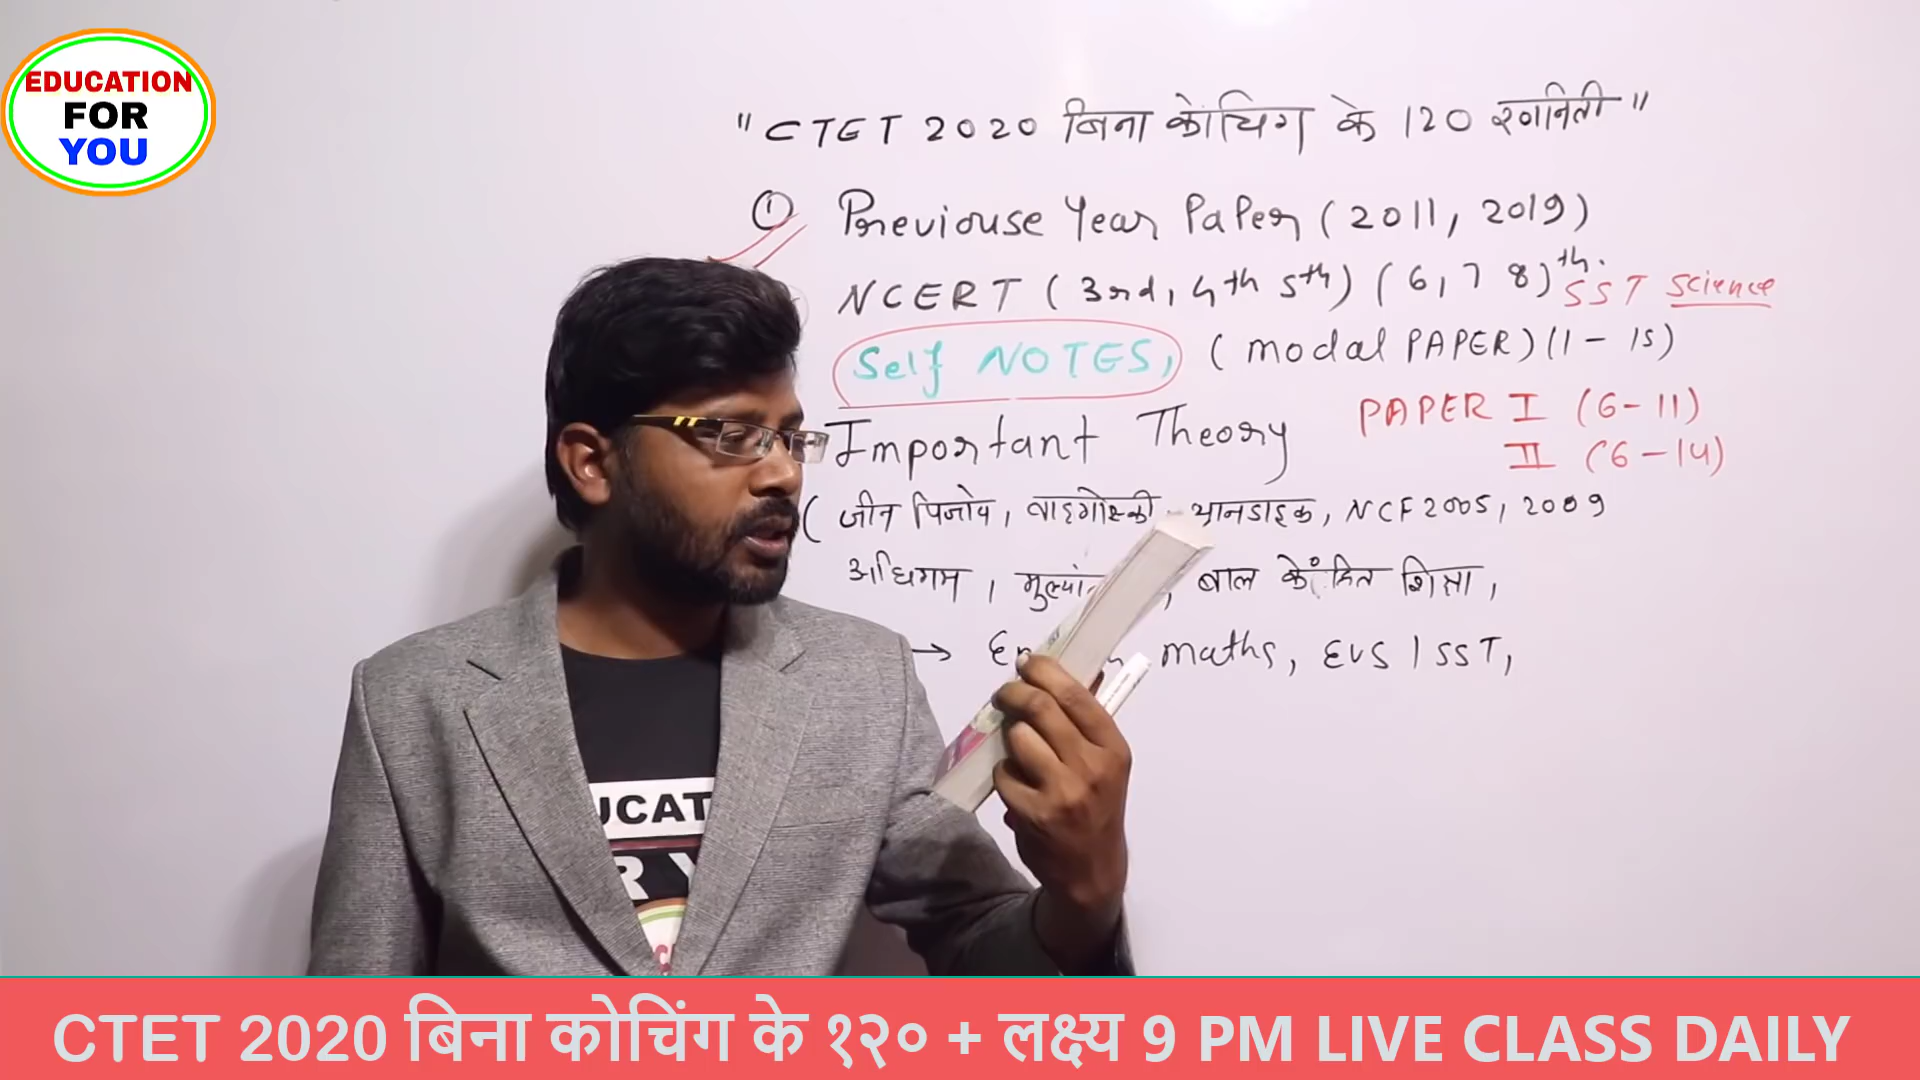 EDUCATION
FOR
YOU
"CTET 2020 बिना कोचिंग के 120 रणनिती"
① Previouse Year PaPer (2011, 2019)
NCERT (3rd, 4th 5th) (6, 7 8)th. SST Science
Self NOTES, (modal PAPER) (1 - 15)
Important Theory PAPER I (6-11)
II (6-14)
(जीन पियाजे, वाइगोस्की, थानडाइक, NCF 2005, 2009
अधिगम, बाल केंद्रित शिक्षा,
→ maths, EVS / SST,
UCAT
R Y
CTET 2020 बिना कोचिंग के १२० + लक्ष्य 9 PM LIVE CLASS DAILY